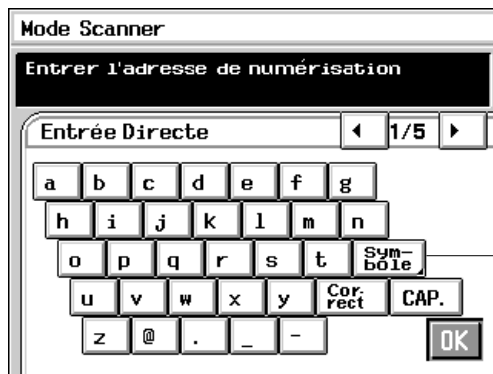 Mode Scanner
Entrer l'adresse de numérisation
Entrée Directe 1/5
a b c d e f g
h i j k l m n
o p q r s t Sym-
bole
u v w x y Cor-
rect CAP.
z @ . _ -
OK